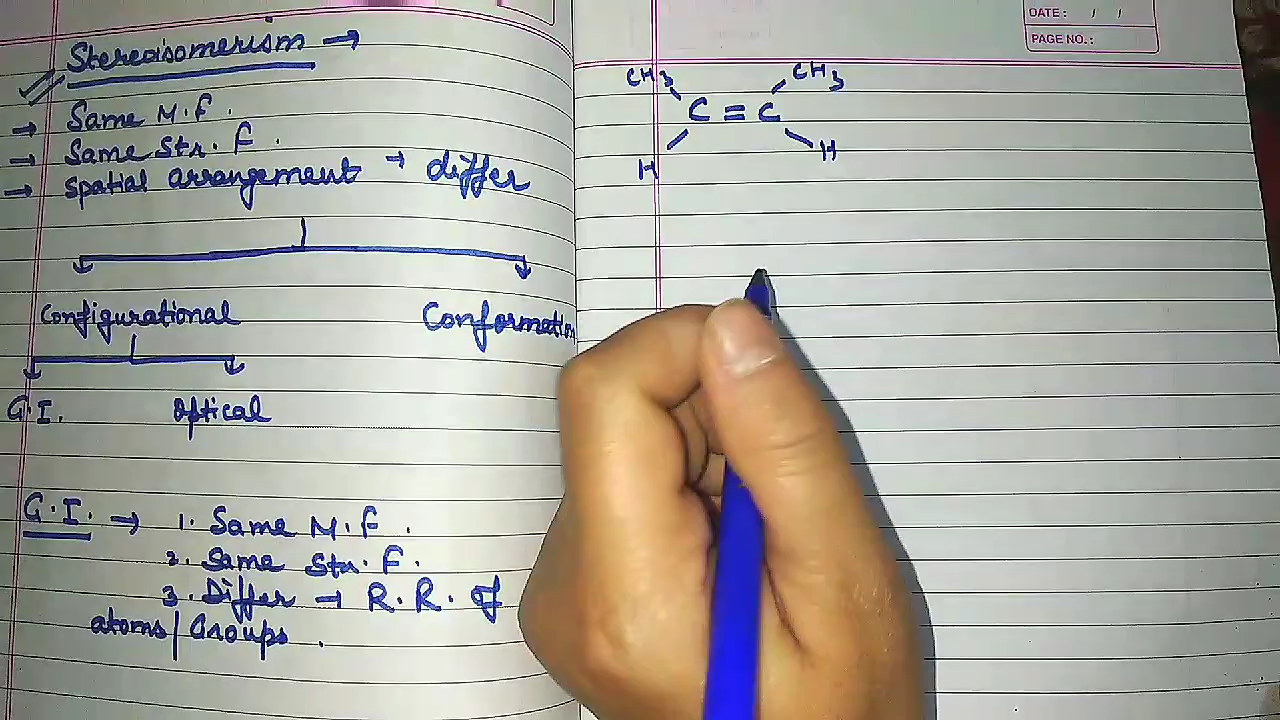 Stereoisomerism →
→ Same M.F.
→ Same Str. F.
→ Spatial arrangement → differ
Configurational
Conformation
G.I. Optical
G.I. → 1. Same M.F.
2. Same Str. F.
3. Differ → R.R. of
atoms/Groups.
DATE: / /
PAGE NO.:
CH3 CH3
C = C
H H